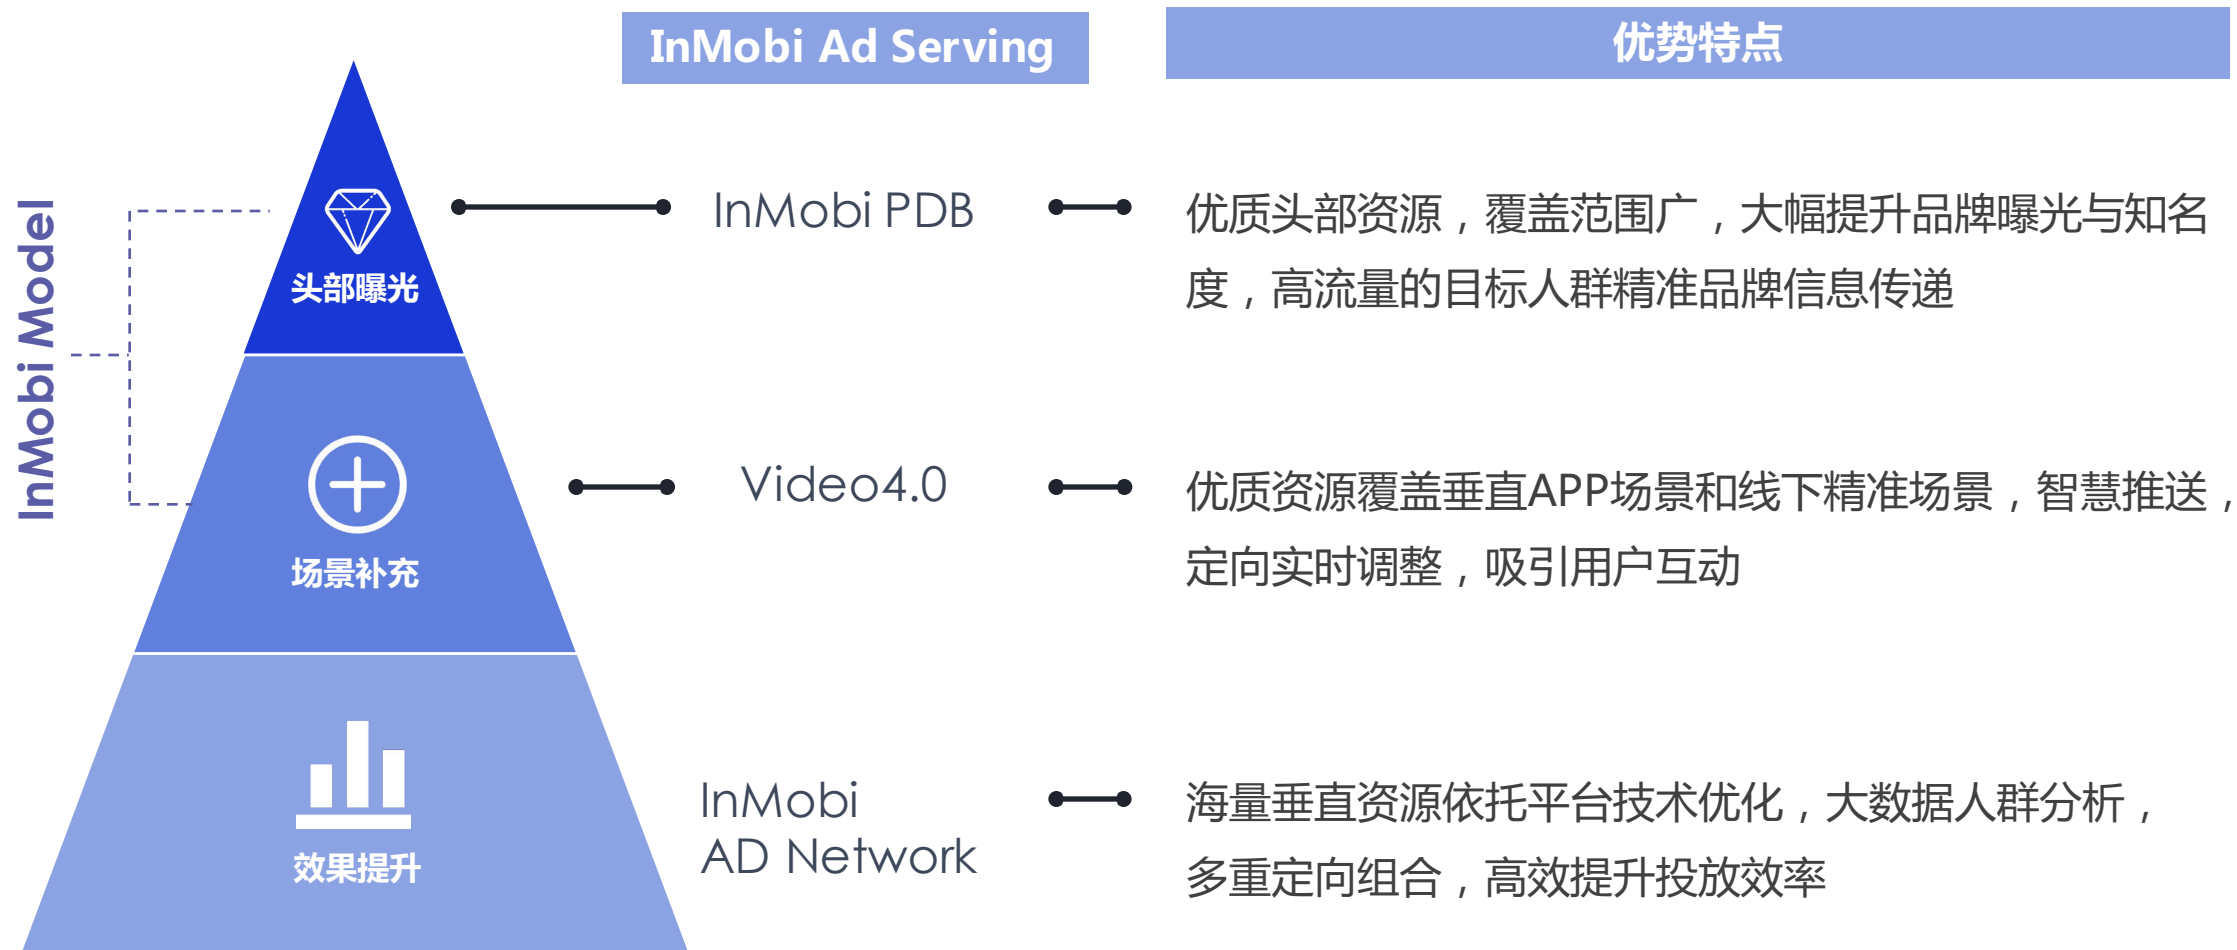 InMobi Ad Serving
优势特点
InMobi Model
头部曝光
InMobi PDB
优质头部资源，覆盖范围广，大幅提升品牌曝光与知名
度，高流量的目标人群精准品牌信息传递
场景补充
Video4.0
优质资源覆盖垂直APP场景和线下精准场景，智慧推送，
定向实时调整，吸引用户互动
效果提升
InMobi
AD Network
海量垂直资源依托平台技术优化，大数据人群分析，
多重定向组合，高效提升投放效率